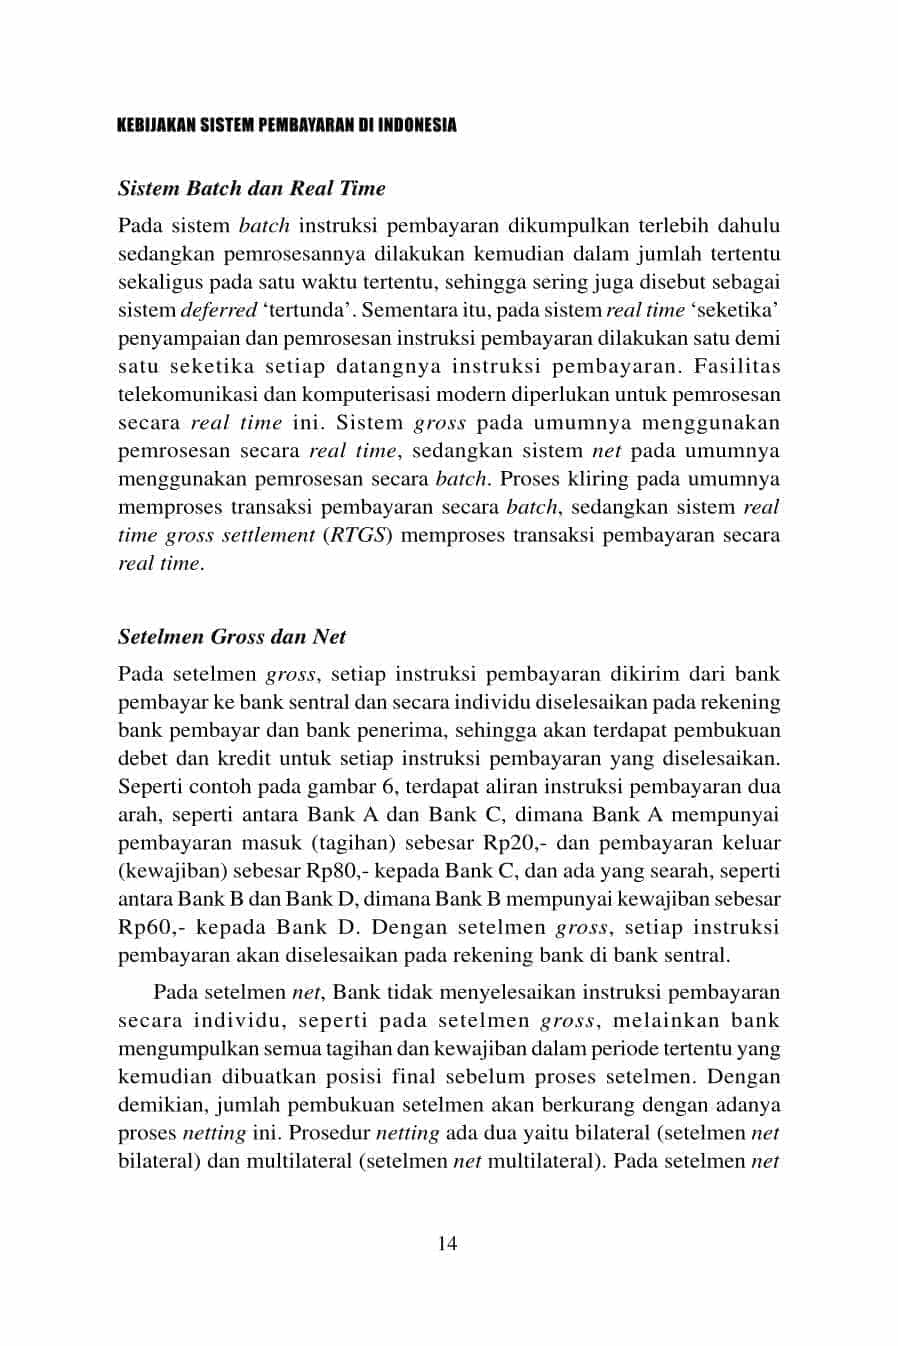 KEBIJAKAN SISTEM PEMBAYARAN DI INDONESIA
Sistem Batch dan Real Time
Pada sistem batch instruksi pembayaran dikumpulkan terlebih dahulu
sedangkan pemrosesannya dilakukan kemudian dalam jumlah tertentu
sekaligus pada satu waktu tertentu, sehingga sering juga disebut sebagai
sistem deferred ‘tertunda’. Sementara itu, pada sistem real time ‘seketika’
penyampaian dan pemrosesan instruksi pembayaran dilakukan satu demi
satu seketika setiap datangnya instruksi pembayaran. Fasilitas
telekomunikasi dan komputerisasi modern diperlukan untuk pemrosesan
secara real time ini. Sistem gross pada umumnya menggunakan
pemrosesan secara real time, sedangkan sistem net pada umumnya
menggunakan pemrosesan secara batch. Proses kliring pada umumnya
memproses transaksi pembayaran secara batch, sedangkan sistem real
time gross settlement (RTGS) memproses transaksi pembayaran secara
real time.
Setelmen Gross dan Net
Pada setelmen gross, setiap instruksi pembayaran dikirim dari bank
pembayar ke bank sentral dan secara individu diselesaikan pada rekening
bank pembayar dan bank penerima, sehingga akan terdapat pembukuan
debet dan kredit untuk setiap instruksi pembayaran yang diselesaikan.
Seperti contoh pada gambar 6, terdapat aliran instruksi pembayaran dua
arah, seperti antara Bank A dan Bank C, dimana Bank A mempunyai
pembayaran masuk (tagihan) sebesar Rp20,- dan pembayaran keluar
(kewajiban) sebesar Rp80,- kepada Bank C, dan ada yang searah, seperti
antara Bank B dan Bank D, dimana Bank B mempunyai kewajiban sebesar
Rp60,- kepada Bank D. Dengan setelmen gross, setiap instruksi
pembayaran akan diselesaikan pada rekening bank di bank sentral.
Pada setelmen net, Bank tidak menyelesaikan instruksi pembayaran
secara individu, seperti pada setelmen gross, melainkan bank
mengumpulkan semua tagihan dan kewajiban dalam periode tertentu yang
kemudian dibuatkan posisi final sebelum proses setelmen. Dengan
demikian, jumlah pembukuan setelmen akan berkurang dengan adanya
proses netting ini. Prosedur netting ada dua yaitu bilateral (setelmen net
bilateral) dan multilateral (setelmen net multilateral). Pada setelmen net
14